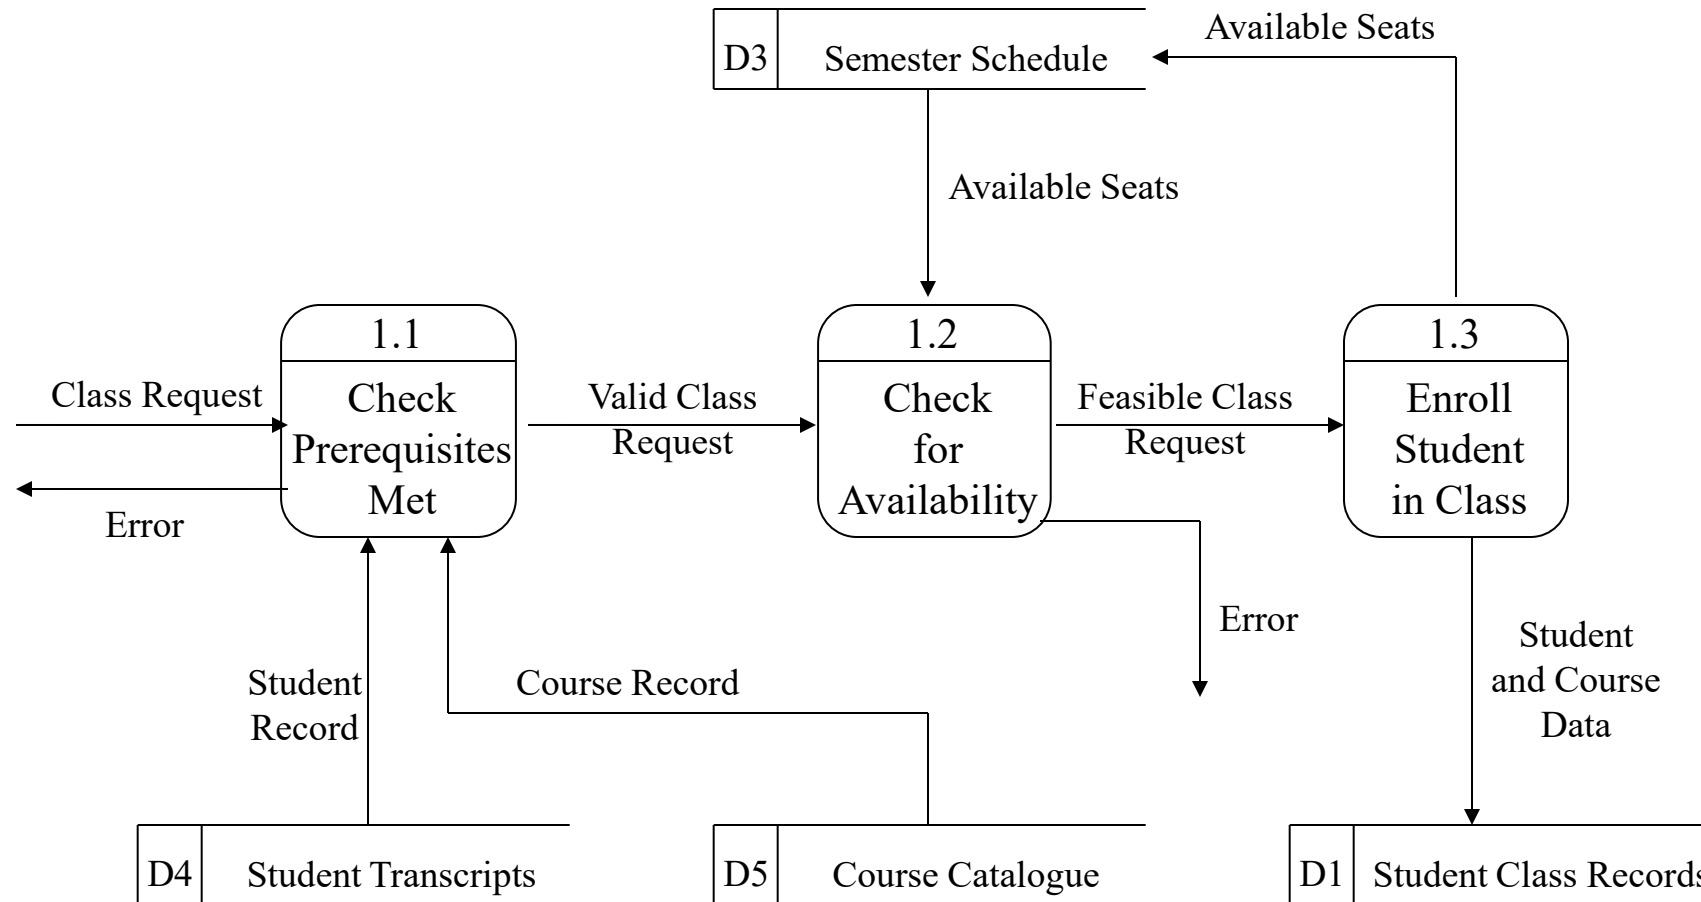 Available Seats
D3
Semester Schedule
Available Seats
1.1
1.2
1.3
Class Request
Check
Prerequisites
Met
Valid Class
Request
Check
for
Availability
Feasible Class
Request
Enroll
Student
in Class
Error
Error
Student
Record
Course Record
Student
and Course
Data
D4
Student Transcripts
D5
Course Catalogue
D1
Student Class Records